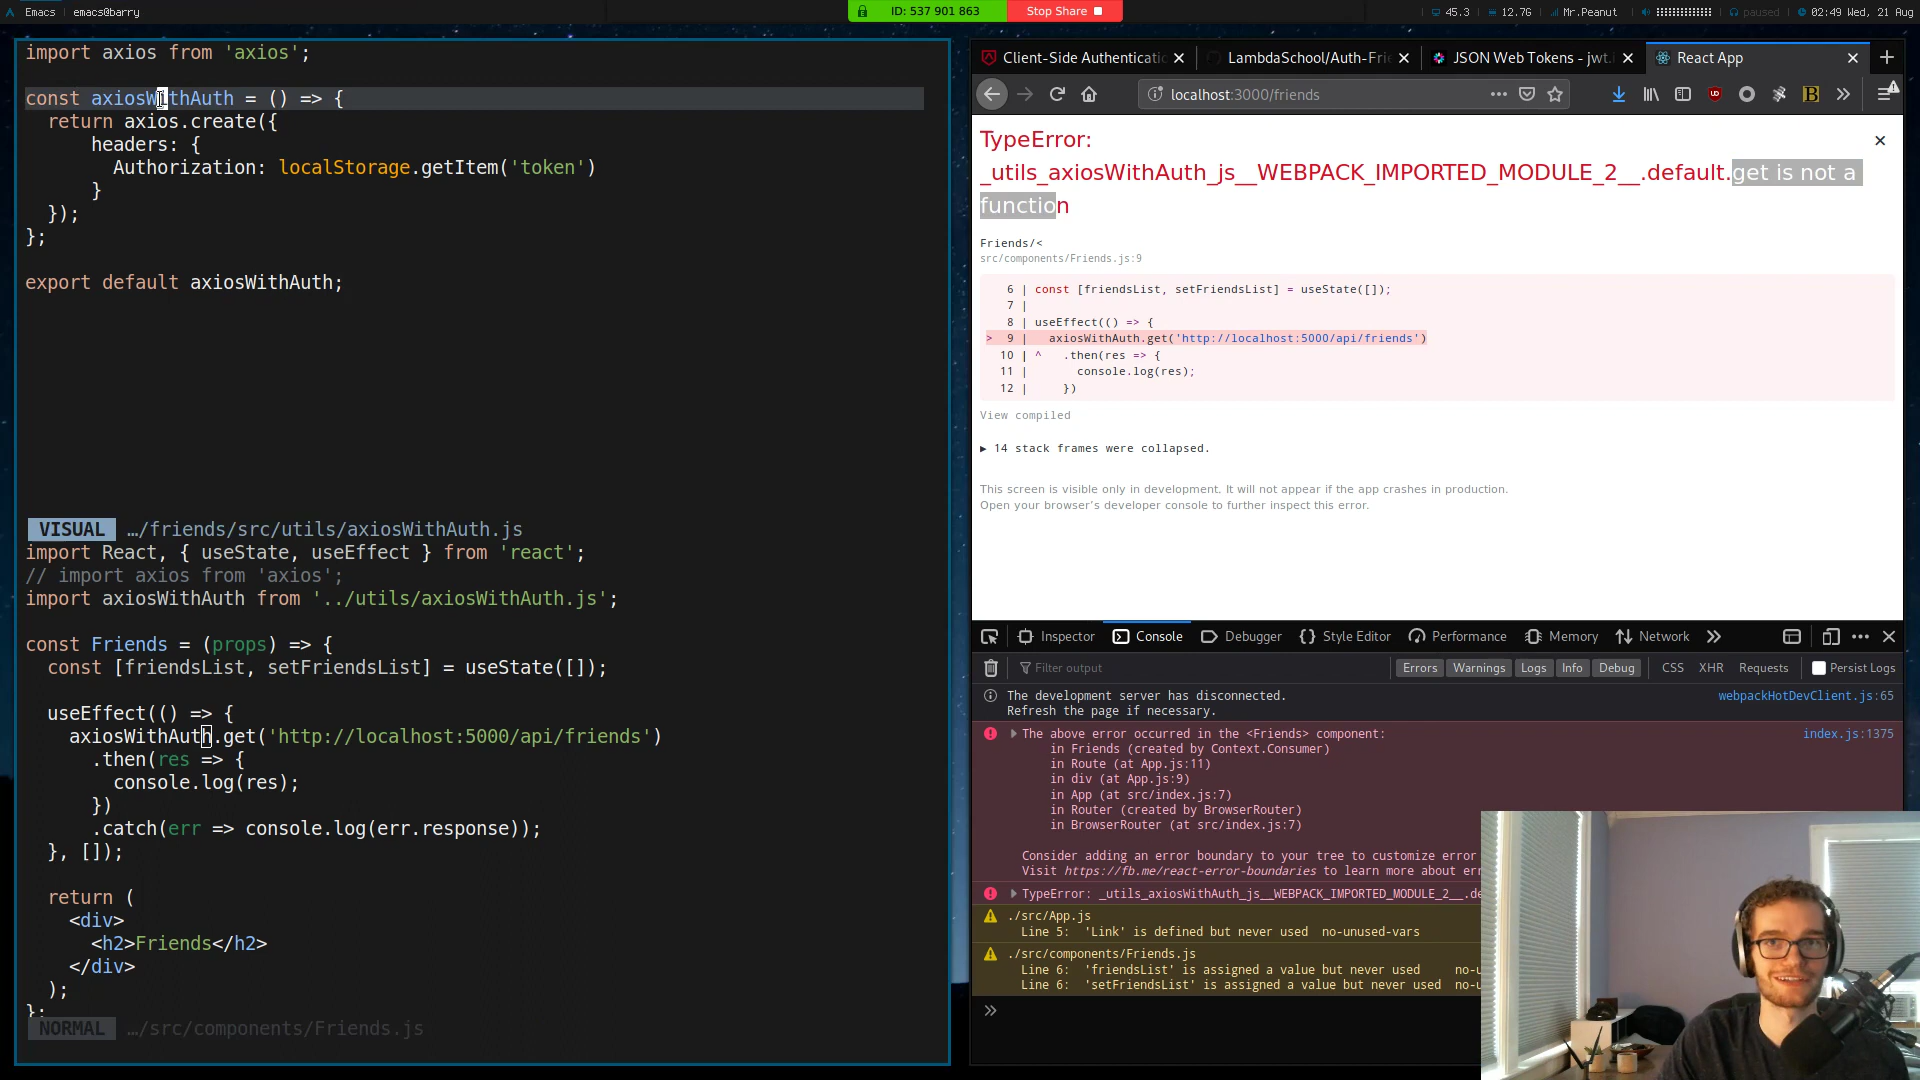 Emacs emacs@barry
ID: 537 901 863 Stop Share
45.3 12.7G Mr.Peanut paused 02:49 Wed, 21 Aug
import axios from 'axios';
const axiosWithAuth = () => {
return axios.create({
headers: {
Authorization: localStorage.getItem('token')
}
});
};
export default axiosWithAuth;
VISUAL …/friends/src/utils/axiosWithAuth.js
import React, { useState, useEffect } from 'react';
// import axios from 'axios';
import axiosWithAuth from '../utils/axiosWithAuth.js';
const Friends = (props) => {
const [friendsList, setFriendsList] = useState([]);
useEffect(() => {
axiosWithAuth.get('http://localhost:5000/api/friends')
.then(res => {
console.log(res);
})
.catch(err => console.log(err.response));
}, []);
return (
<div>
<h2>Friends</h2>
</div>
);
};
NORMAL …/src/components/Friends.js
Client-Side Authenticatio
LambdaSchool/Auth-Frie
JSON Web Tokens - jwt.
React App
localhost:3000/friends
TypeError:
_utils_axiosWithAuth_js__WEBPACK_IMPORTED_MODULE_2__.default.get is not a
function
Friends/<
src/components/Friends.js:9
6 | const [friendsList, setFriendsList] = useState([]);
7 |
8 | useEffect(() => {
> 9 | axiosWithAuth.get('http://localhost:5000/api/friends')
10 | ^ .then(res => {
11 | console.log(res);
12 | })
View compiled
▶ 14 stack frames were collapsed.
This screen is visible only in development. It will not appear if the app crashes in production.
Open your browser's developer console to further inspect this error.
Inspector Console Debugger Style Editor Performance Memory Network
Filter output Errors Warnings Logs Info Debug CSS XHR Requests Persist Logs
The development server has disconnected. webpackHotDevClient.js:65
Refresh the page if necessary.
The above error occurred in the <Friends> component: index.js:1375
in Friends (created by Context.Consumer)
in Route (at App.js:11)
in div (at App.js:9)
in App (at src/index.js:7)
in Router (created by BrowserRouter)
in BrowserRouter (at src/index.js:7)
Consider adding an error boundary to your tree to customize error
Visit https://fb.me/react-error-boundaries to learn more about err
TypeError: _utils_axiosWithAuth_js__WEBPACK_IMPORTED_MODULE_2__.de
./src/App.js
Line 5: 'Link' is defined but never used no-unused-vars
./src/components/Friends.js
Line 6: 'friendsList' is assigned a value but never used no-u
Line 6: 'setFriendsList' is assigned a value but never used no-u